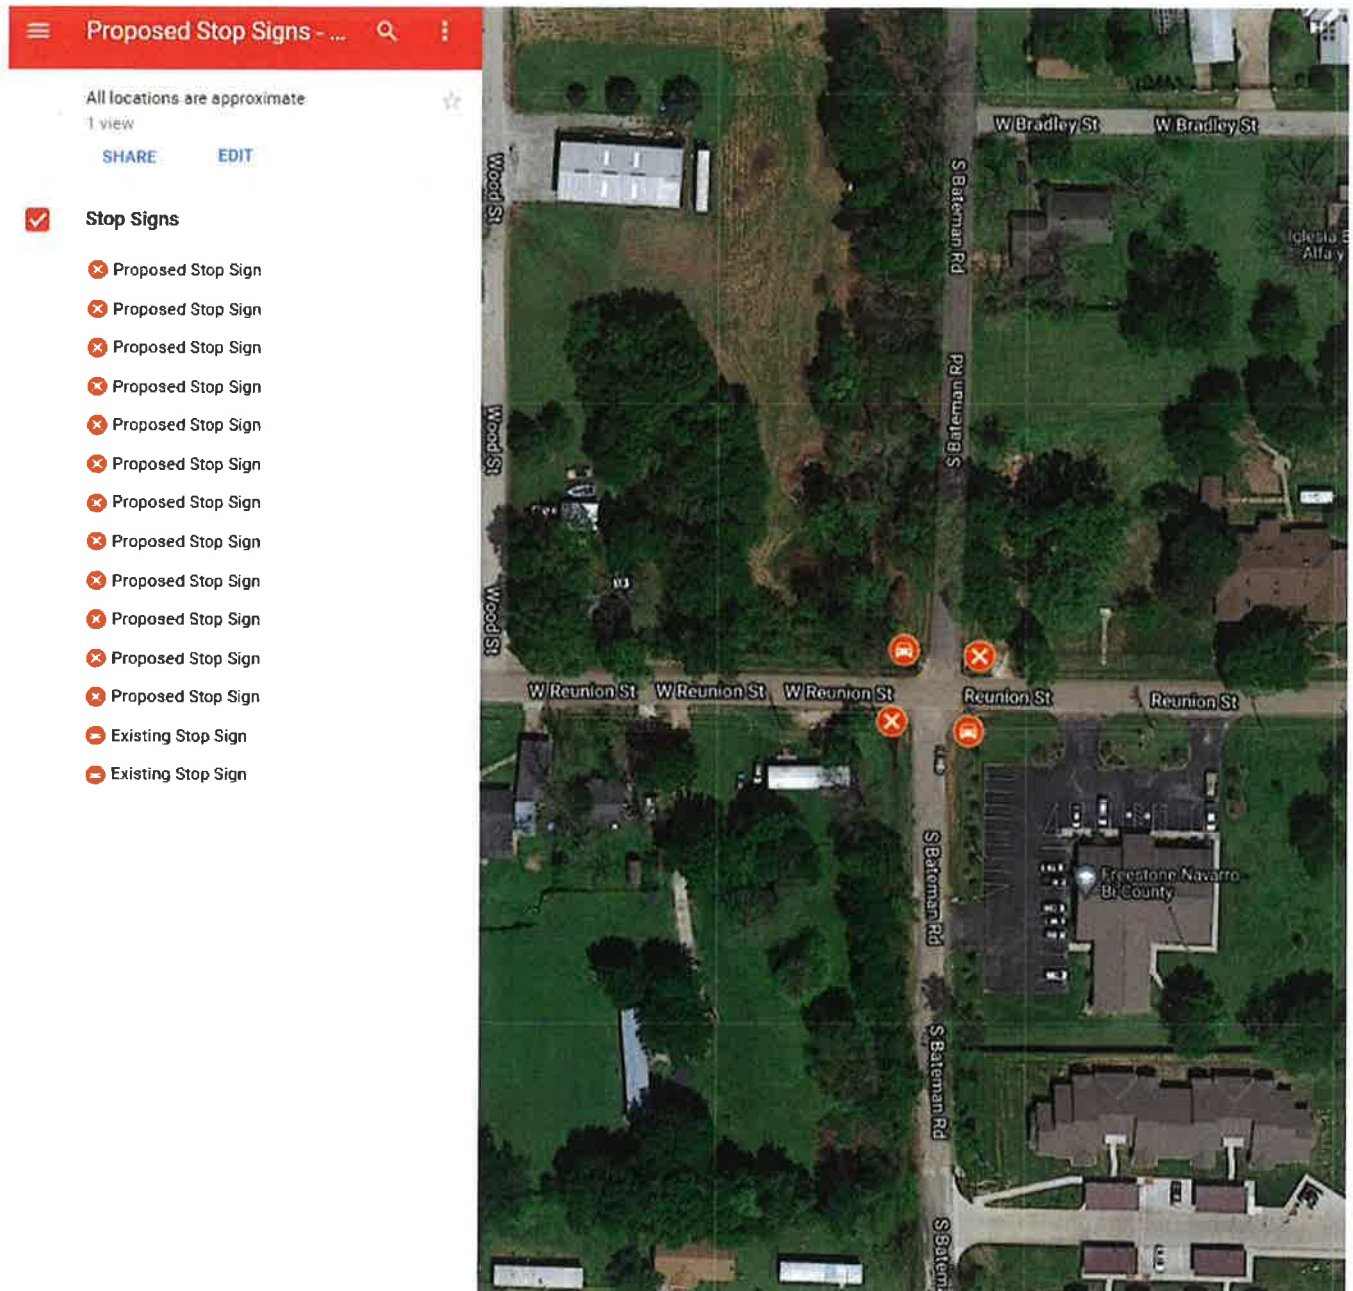 Proposed Stop Signs - ...
All locations are approximate
1 view
SHARE EDIT
Stop Signs
Proposed Stop Sign
Proposed Stop Sign
Proposed Stop Sign
Proposed Stop Sign
Proposed Stop Sign
Proposed Stop Sign
Proposed Stop Sign
Proposed Stop Sign
Proposed Stop Sign
Proposed Stop Sign
Proposed Stop Sign
Proposed Stop Sign
Existing Stop Sign
Existing Stop Sign
W Bradley St W Bradley St
Wood St
S Bateman Rd
Iglesia B
Alfa y
S Bateman Rd
Wood St
Wood St
W Reunion St W Reunion St W Reunion St Reunion St Reunion St
S Bateman Rd
Freestone Navarro
Bi County
S Bateman Rd
S Batem